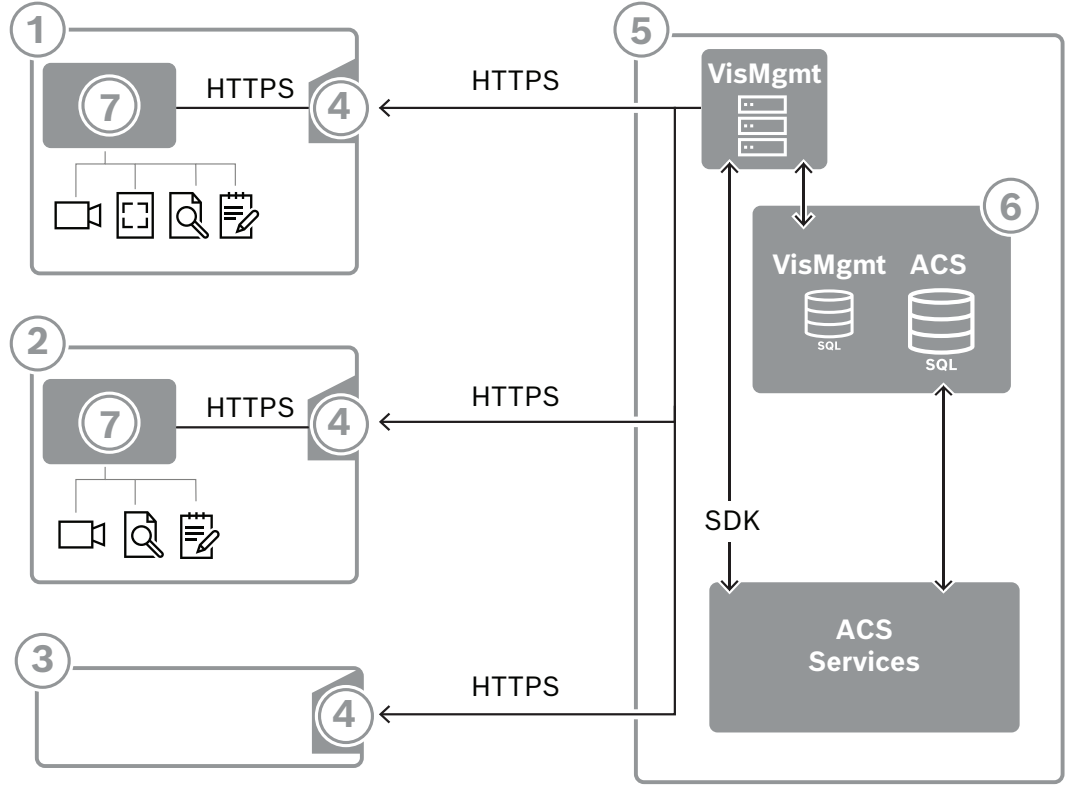 1
7
HTTPS
4
HTTPS
5
VisMgmt
6
VisMgmt
ACS
SQL
SQL
2
7
HTTPS
4
HTTPS
SDK
ACS
Services
3
4
HTTPS